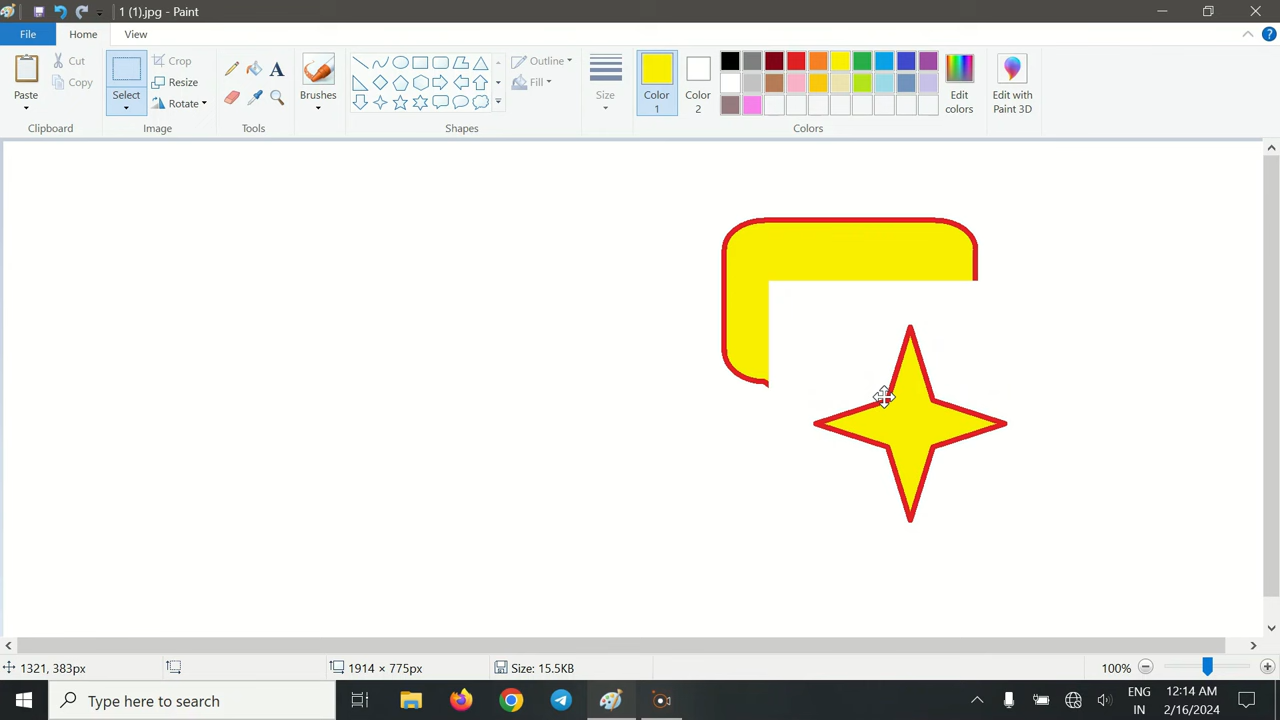 1 (1).jpg - Paint
File
Home
View
Paste
Cut
Copy
Clipboard
Select
Crop
Resize
Rotate
Image
A
Tools
Brushes
Outline
Fill
Shapes
Size
Color
1
Color
2
Colors
Edit
colors
Edit with
Paint 3D
1321, 383px
1914 × 775px
Size: 15.5KB
100%
Type here to search
ENG
IN
12:14 AM
2/16/2024